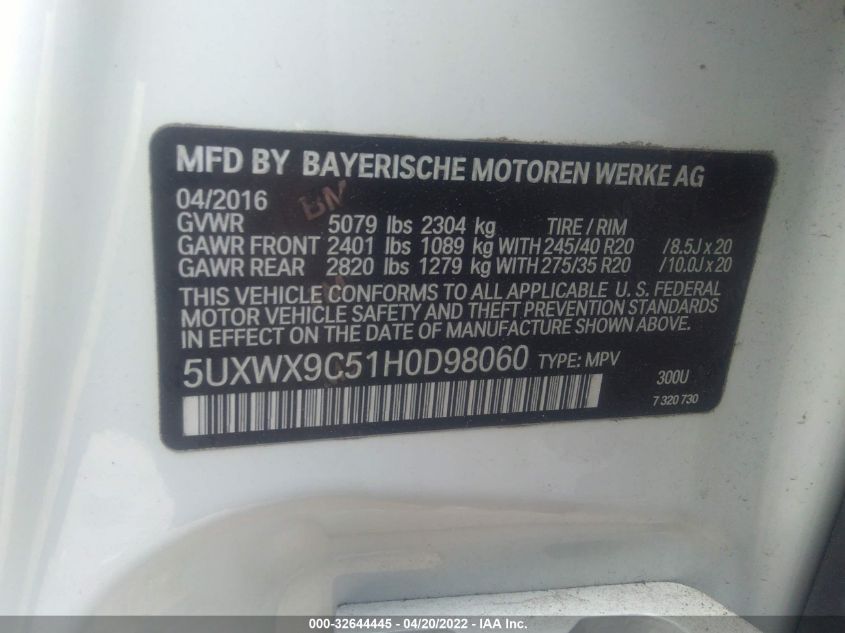 MFD BY BAYERISCHE MOTOREN WERKE AG
04/2016
GVWR 5079 lbs 2304 kg TIRE / RIM
GAWR FRONT 2401 lbs 1089 kg WITH 245/40 R20 /8.5J x 20
GAWR REAR 2820 lbs 1279 kg WITH 275/35 R20 /10.0J x 20
THIS VEHICLE CONFORMS TO ALL APPLICABLE U. S. FEDERAL
MOTOR VEHICLE SAFETY AND THEFT PREVENTION STANDARDS
IN EFFECT ON THE DATE OF MANUFACTURE SHOWN ABOVE.
5UXWX9C51H0D98060 TYPE: MPV
300U
7 320 730
000-32644445 - 04/20/2022 - IAA Inc.